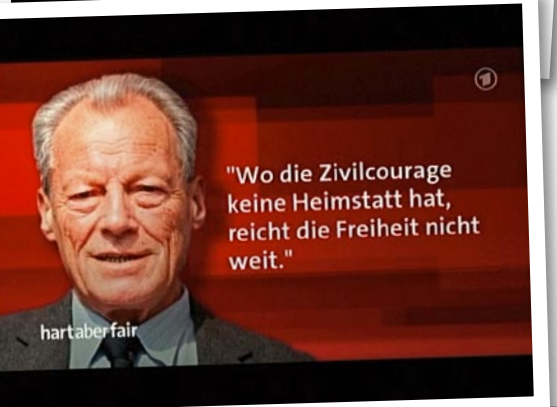 "Wo die Zivilcourage
keine Heimstatt hat,
reicht die Freiheit nicht
weit."
hartaberfair